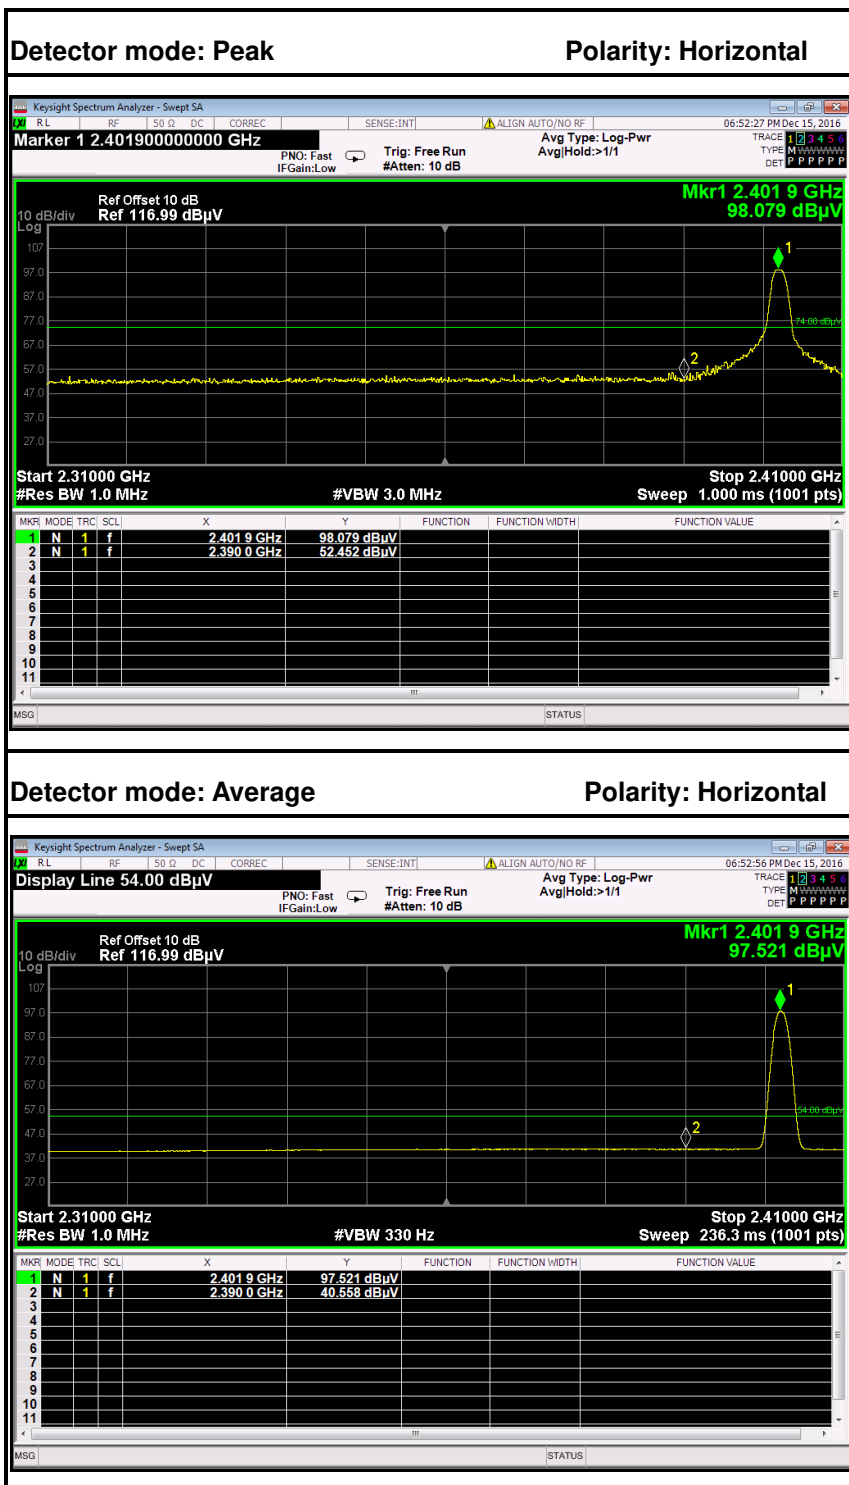 Detector mode: Peak Polarity: Horizontal
Keysight Spectrum Analyzer - Swept SA
LXI RL RF 50 Ω DC CORREC SENSE:INT ALIGN AUTO/NO RF 06:52:27 PM Dec 15, 2016
Marker 1 2.401900000000 GHz
PNO: Fast
IFGain:Low
Trig: Free Run
#Atten: 10 dB
Avg Type: Log-Pwr
Avg|Hold:>1/1
TRACE 1 2 3 4 5 6
TYPE M WWWWW
DET P P P P P P
Mkr1 2.401 9 GHz
98.079 dBµV
10 dB/div
Log
Ref Offset 10 dB
Ref 116.99 dBµV
107
97.0
87.0
77.0
67.0
57.0
47.0
37.0
27.0
1
74.00 dBµV
2
Start 2.31000 GHz Stop 2.41000 GHz
#Res BW 1.0 MHz #VBW 3.0 MHz Sweep 1.000 ms (1001 pts)
MKR MODE TRC SCL X Y FUNCTION FUNCTION WIDTH FUNCTION VALUE
1 N 1 f 2.401 9 GHz 98.079 dBµV
2 N 1 f 2.390 0 GHz 52.452 dBµV
3
4
5
6
7
8
9
10
11
MSG STATUS
Detector mode: Average Polarity: Horizontal
Keysight Spectrum Analyzer - Swept SA
LXI RL RF 50 Ω DC CORREC SENSE:INT ALIGN AUTO/NO RF 06:52:56 PM Dec 15, 2016
Display Line 54.00 dBµV
PNO: Fast
IFGain:Low
Trig: Free Run
#Atten: 10 dB
Avg Type: Log-Pwr
Avg|Hold:>1/1
TRACE 1 2 3 4 5 6
TYPE M WWWWW
DET P P P P P P
Mkr1 2.401 9 GHz
97.521 dBµV
10 dB/div
Log
Ref Offset 10 dB
Ref 116.99 dBµV
107
97.0
87.0
77.0
67.0
57.0
47.0
37.0
27.0
1
54.00 dBµV
2
Start 2.31000 GHz Stop 2.41000 GHz
#Res BW 1.0 MHz #VBW 330 Hz Sweep 236.3 ms (1001 pts)
MKR MODE TRC SCL X Y FUNCTION FUNCTION WIDTH FUNCTION VALUE
1 N 1 f 2.401 9 GHz 97.521 dBµV
2 N 1 f 2.390 0 GHz 40.558 dBµV
3
4
5
6
7
8
9
10
11
MSG STATUS